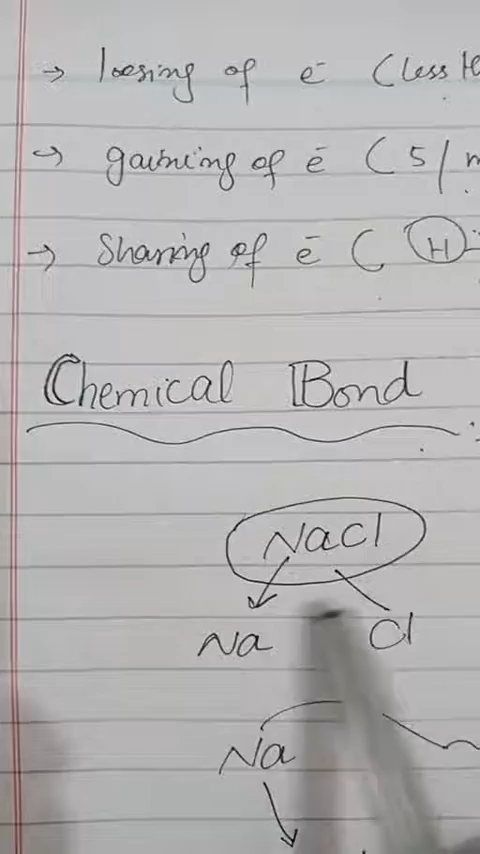 → loosing of e⁻ (less
→ gaining of e⁻ (5/
→ Sharing of e⁻ (H
Chemical Bond
NaCl
Na Cl
Na